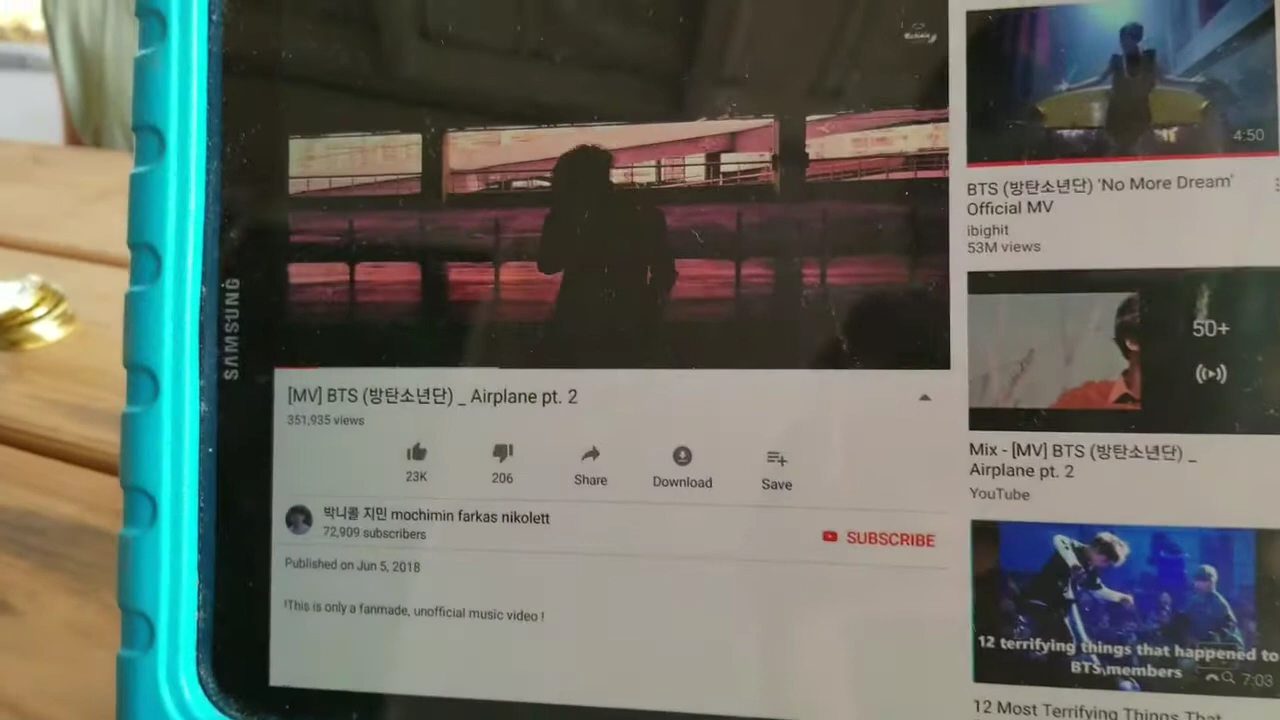 SAMSUNG
[MV] BTS (방탄소년단) _ Airplane pt. 2
351,935 views
23K
206
Share
Download
Save
박니콜 지민 mochimin farkas nikolett
72,909 subscribers
SUBSCRIBE
Published on Jun 5, 2018
!This is only a fanmade, unofficial music video !
4:50
BTS (방탄소년단) 'No More Dream'
Official MV
ibighit
53M views
50+
Mix - [MV] BTS (방탄소년단) _
Airplane pt. 2
YouTube
12 terrifying things that happened to
BTS members
7:03
12 Most Terrifying Things That